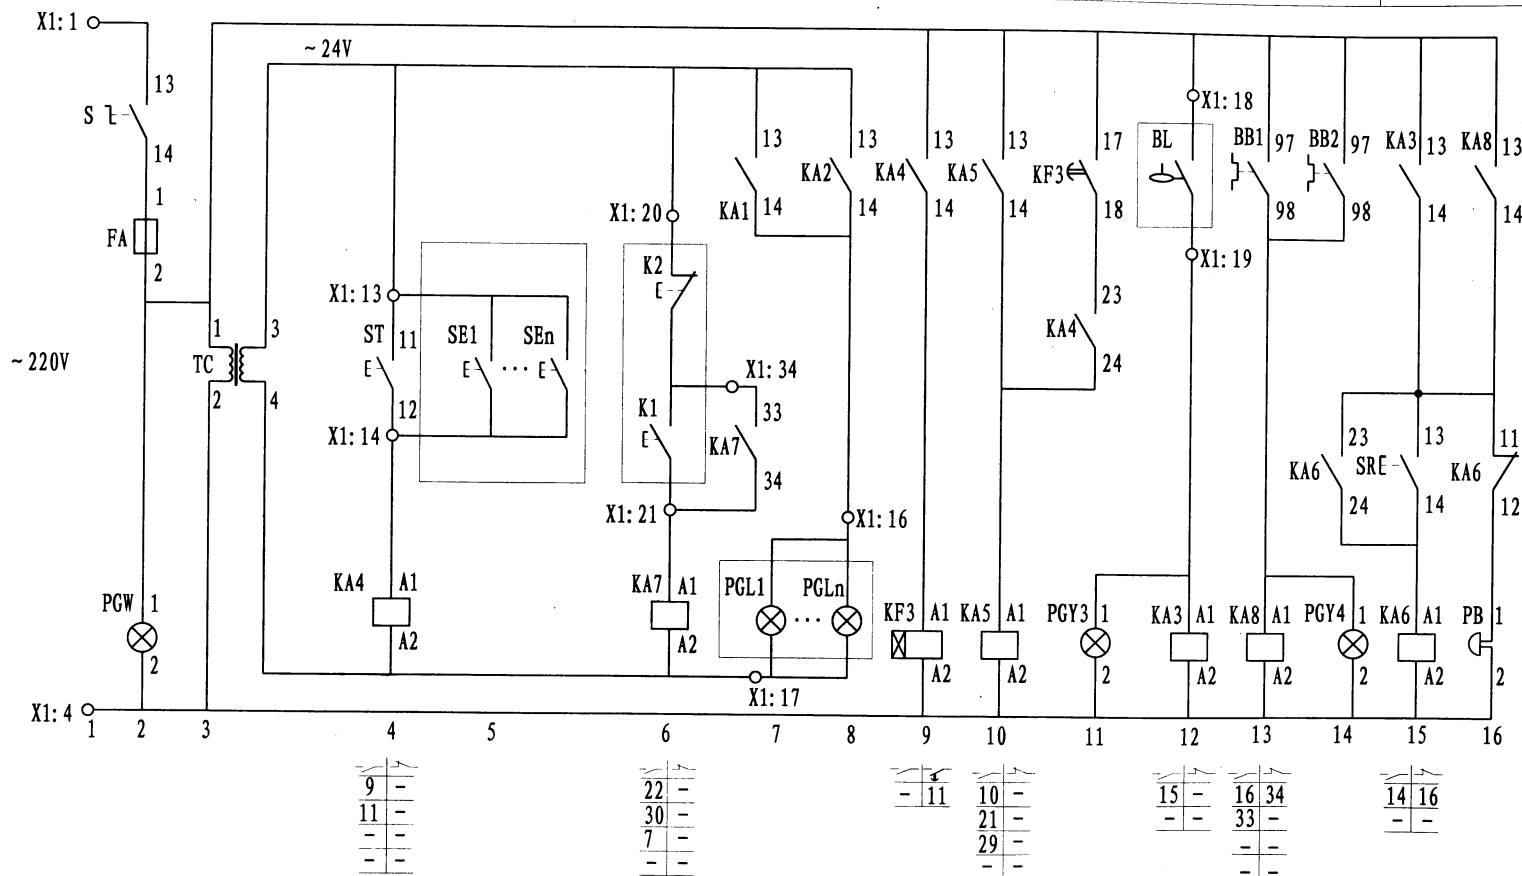 X1: 1
~ 24V
13
S
14
1
FA
2
~ 220V
1
3
TC
2
4
X1: 13
ST
11
12
X1: 14
SE1
SEn
...
X1: 20
K2
X1: 34
K1
33
KA7
34
X1: 21
13
KA1
14
13
KA2
14
X1: 16
13
KA4
14
13
KA5
14
17
KF3
18
23
KA4
24
X1: 18
BL
X1: 19
BB1
97
98
BB2
97
98
KA3
13
14
KA8
13
14
23
KA6
24
13
SR
14
11
KA6
12
PGW
1
2
KA4
A1
A2
KA7
A1
A2
PGL1
PGLn
...
X1: 17
KF3
A1
A2
KA5
A1
A2
PGY3
1
2
KA3
A1
A2
KA8
A1
A2
PGY4
1
2
KA6
A1
A2
PB
1
2
X1: 4
1 2 3 4 5 6 7 8 9 10 11 12 13 14 15 16
9 -
11 -
- -
- -
22 -
30 -
7 -
- -
- 11
10 -
21 -
29 -
- -
15 -
- -
16 34
33 -
- -
- -
14 16
- -